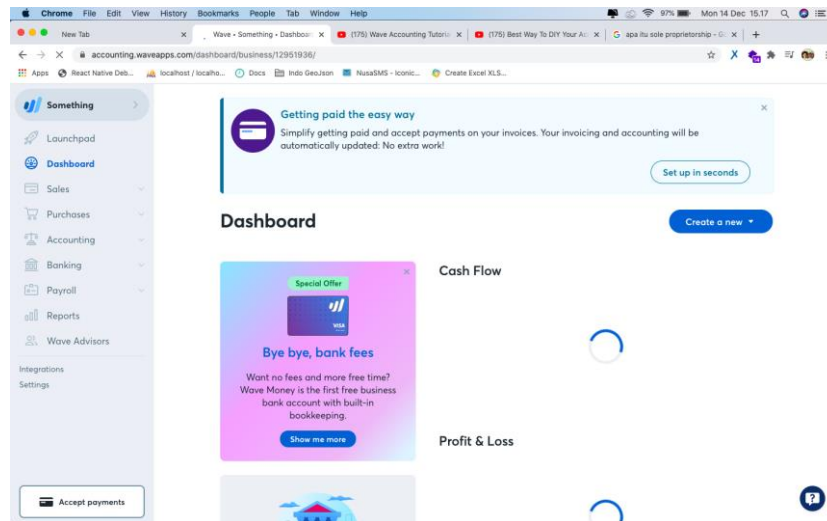 Chrome File Edit View History Bookmarks People Tab Window Help
97% Mon 14 Dec 15.17
New Tab
Wave - Something - Dashboar
(175) Wave Accounting Tutoria
(175) Best Way To DIY Your Ac
apa itu sole proprietorship - Go
accounting.waveapps.com/dashboard/business/12951936/
Apps
React Native Deb...
localhost / localho...
Docs
Indo GeoJson
NusaSMS - Iconic...
Create Excel XLS...
Something
Launchpad
Dashboard
Sales
Purchases
Accounting
Banking
Payroll
Reports
Wave Advisors
Integrations
Settings
Accept payments
Getting paid the easy way
Simplify getting paid and accept payments on your invoices. Your invoicing and accounting will be
automatically updated: No extra work!
Set up in seconds
Dashboard
Create a new
Special Offer
VISA
Bye bye, bank fees
Want no fees and more free time?
Wave Money is the first free business
bank account with built-in
bookkeeping.
Show me more
Cash Flow
Profit & Loss